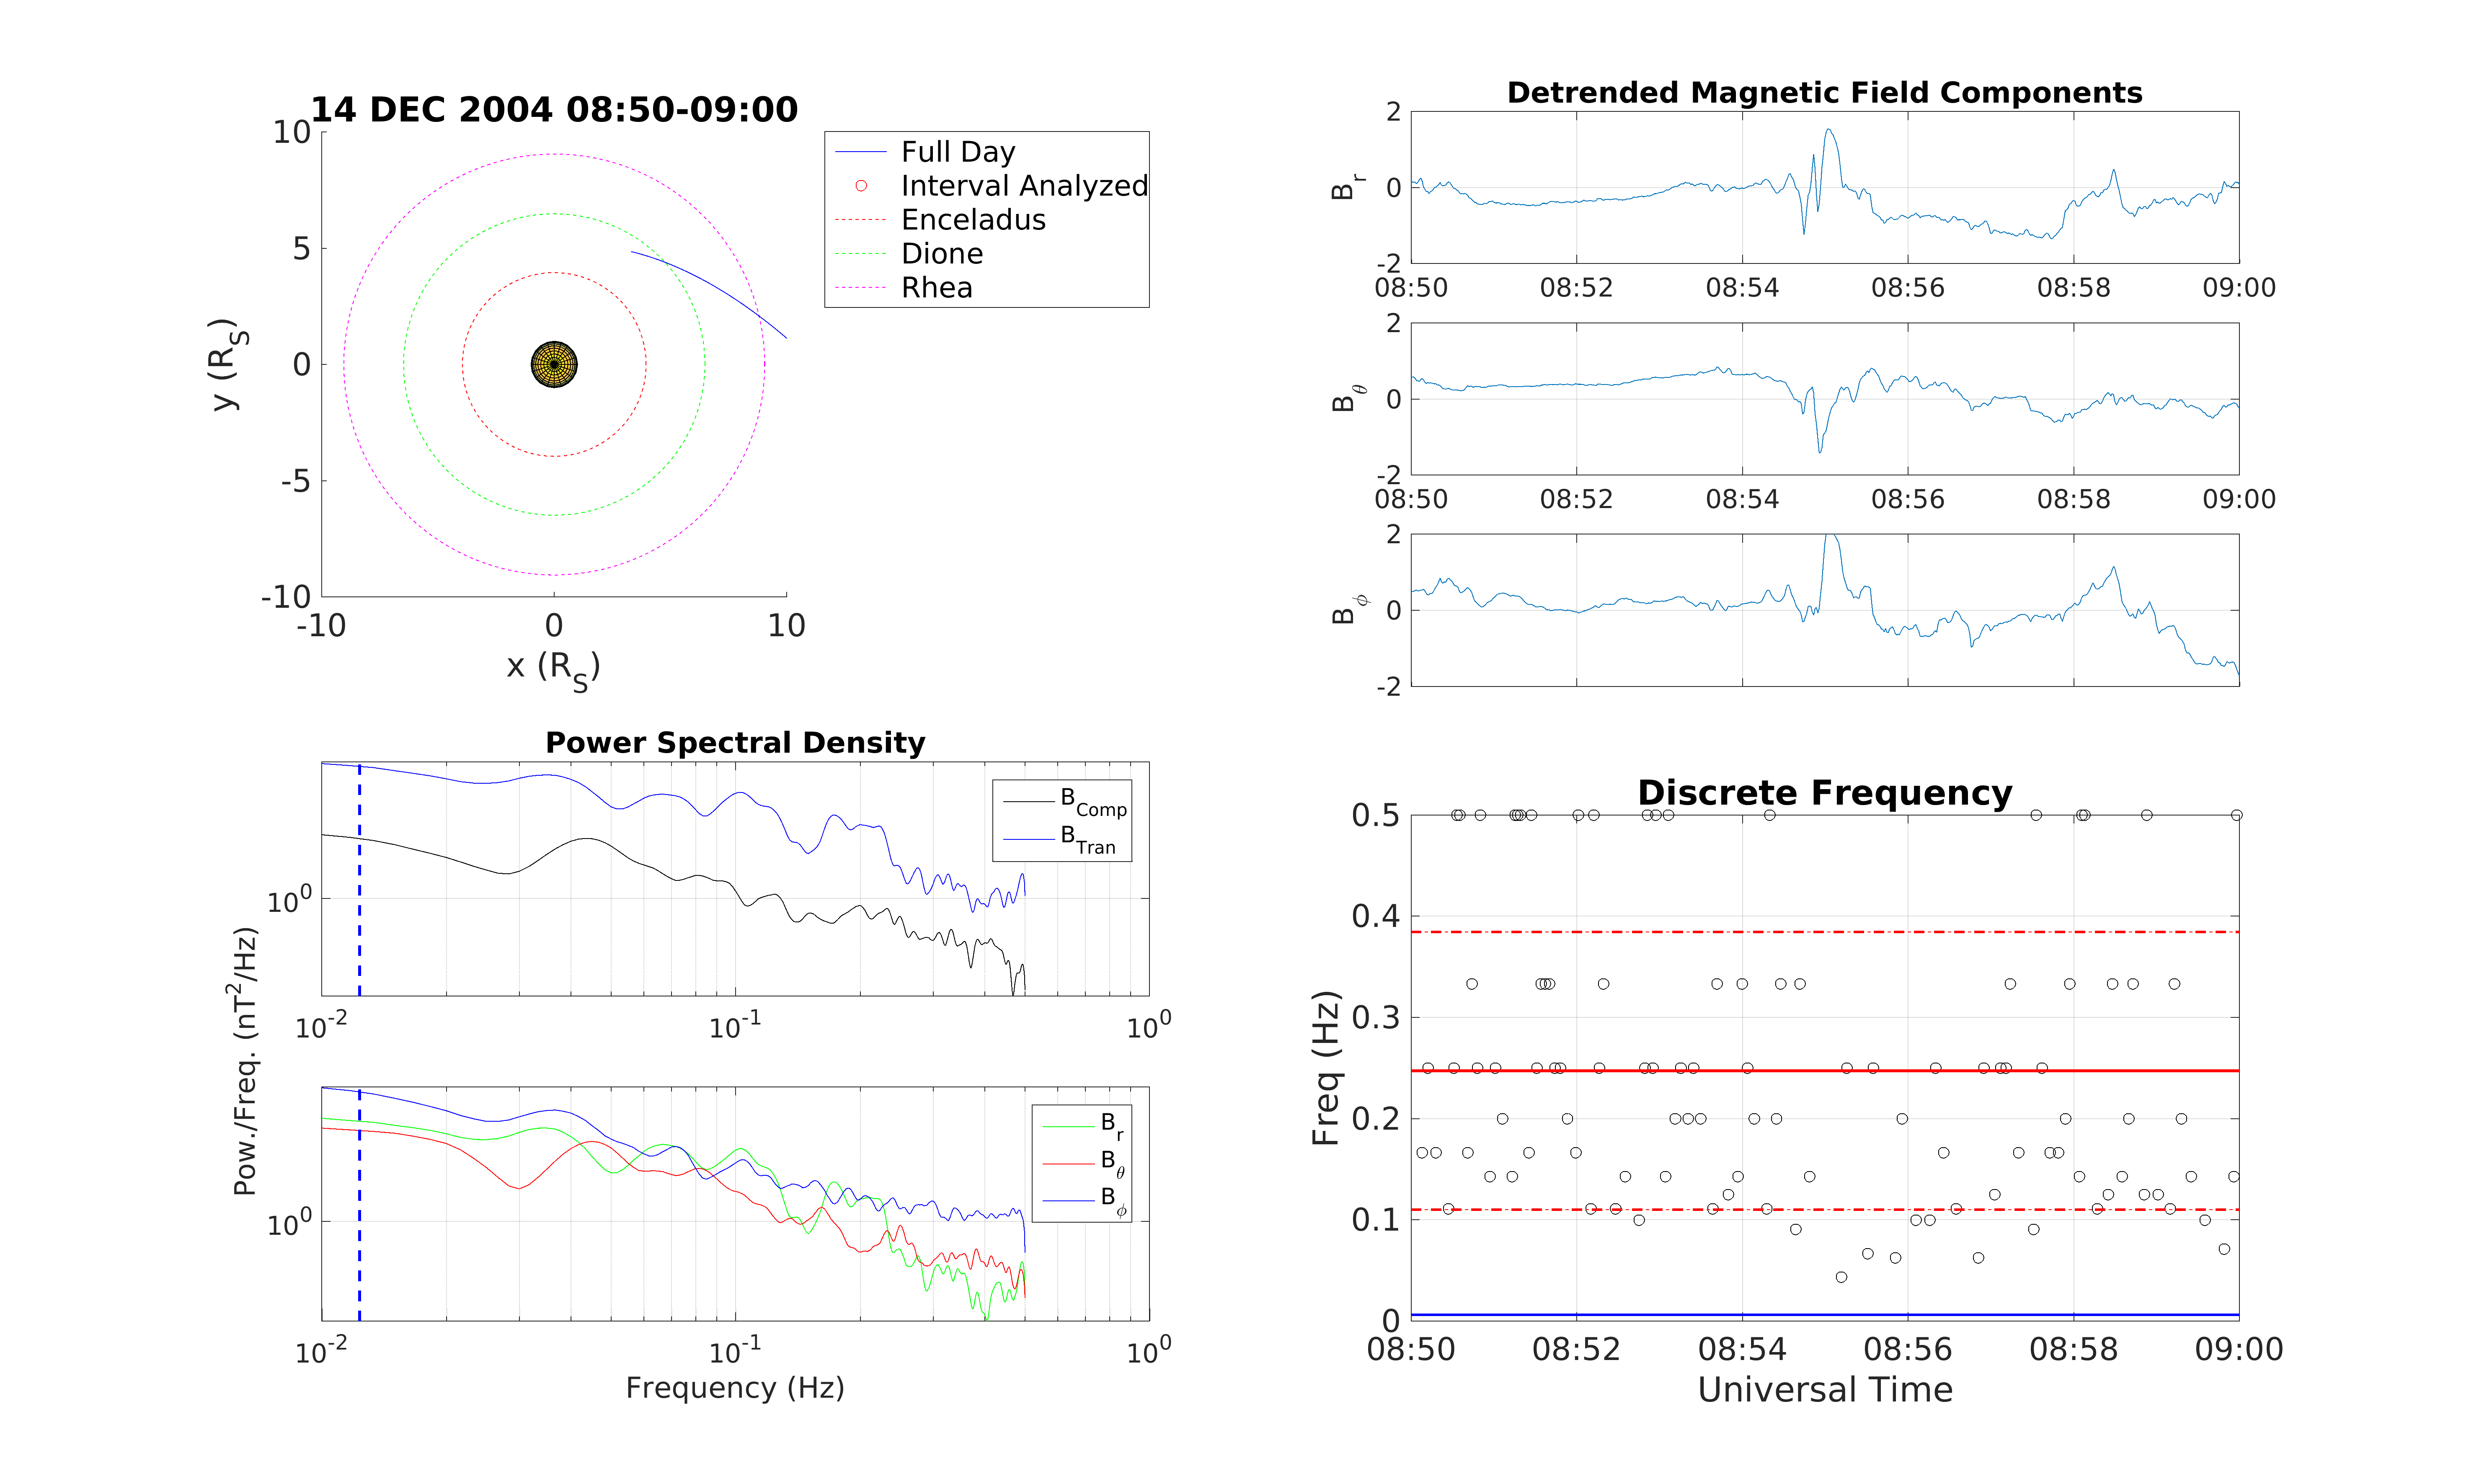 14 DEC 2004 08:50-09:00
10
5
0
-5
-10
-10 0 10
y (R_S)
x (R_S)
Full Day
Interval Analyzed
Enceladus
Dione
Rhea
Detrended Magnetic Field Components
2
0
-2
B_r
08:50 08:52 08:54 08:56 08:58 09:00
2
0
-2
B_θ
08:50 08:52 08:54 08:56 08:58 09:00
2
0
-2
B_ϕ
Power Spectral Density
10^0
B_Comp
B_Tran
10^-2 10^-1 10^0
Pow./Freq. (nT^2/Hz)
10^0
B_r
B_θ
B_ϕ
10^-2 10^-1 10^0
Frequency (Hz)
Discrete Frequency
0.5
0.4
0.3
0.2
0.1
0
Freq (Hz)
08:50 08:52 08:54 08:56 08:58 09:00
Universal Time